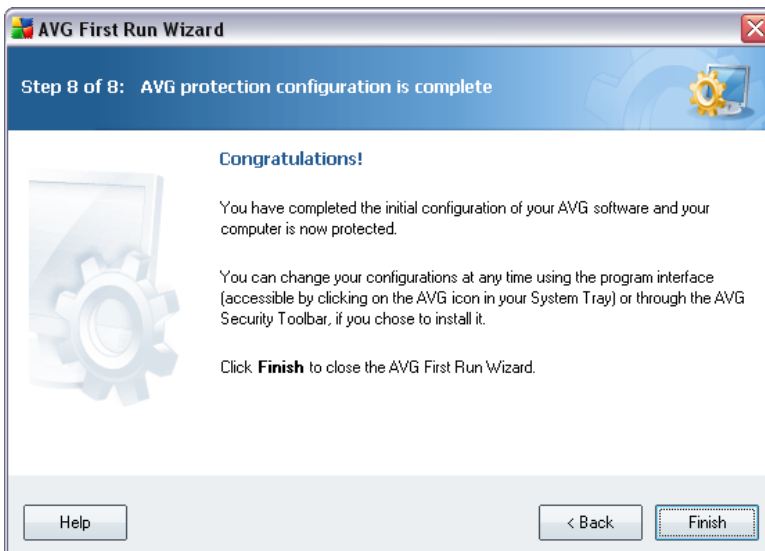 AVG First Run Wizard
Step 8 of 8: AVG protection configuration is complete
Congratulations!
You have completed the initial configuration of your AVG software and your
computer is now protected.
You can change your configurations at any time using the program interface
(accessible by clicking on the AVG icon in your System Tray) or through the AVG
Security Toolbar, if you chose to install it.
Click Finish to close the AVG First Run Wizard.
Help
< Back
Finish